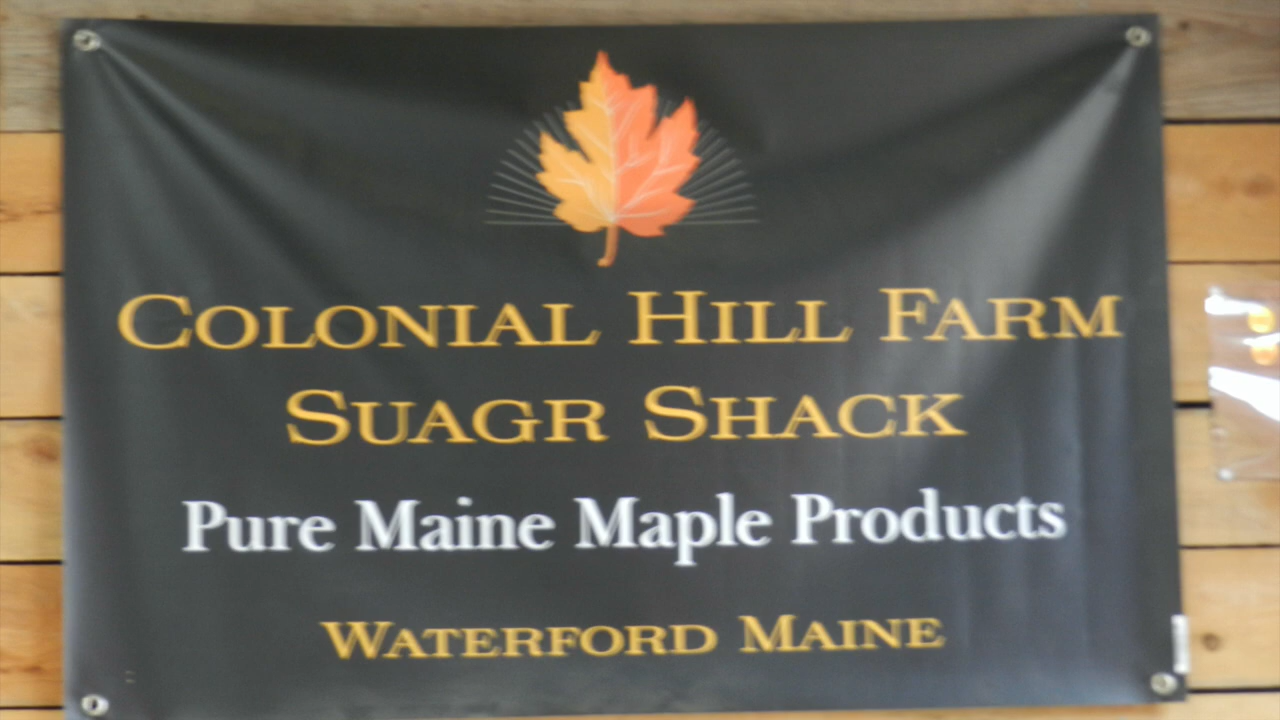 COLONIAL HILL FARM
SUAGR SHACK
Pure Maine Maple Products
WATERFORD MAINE